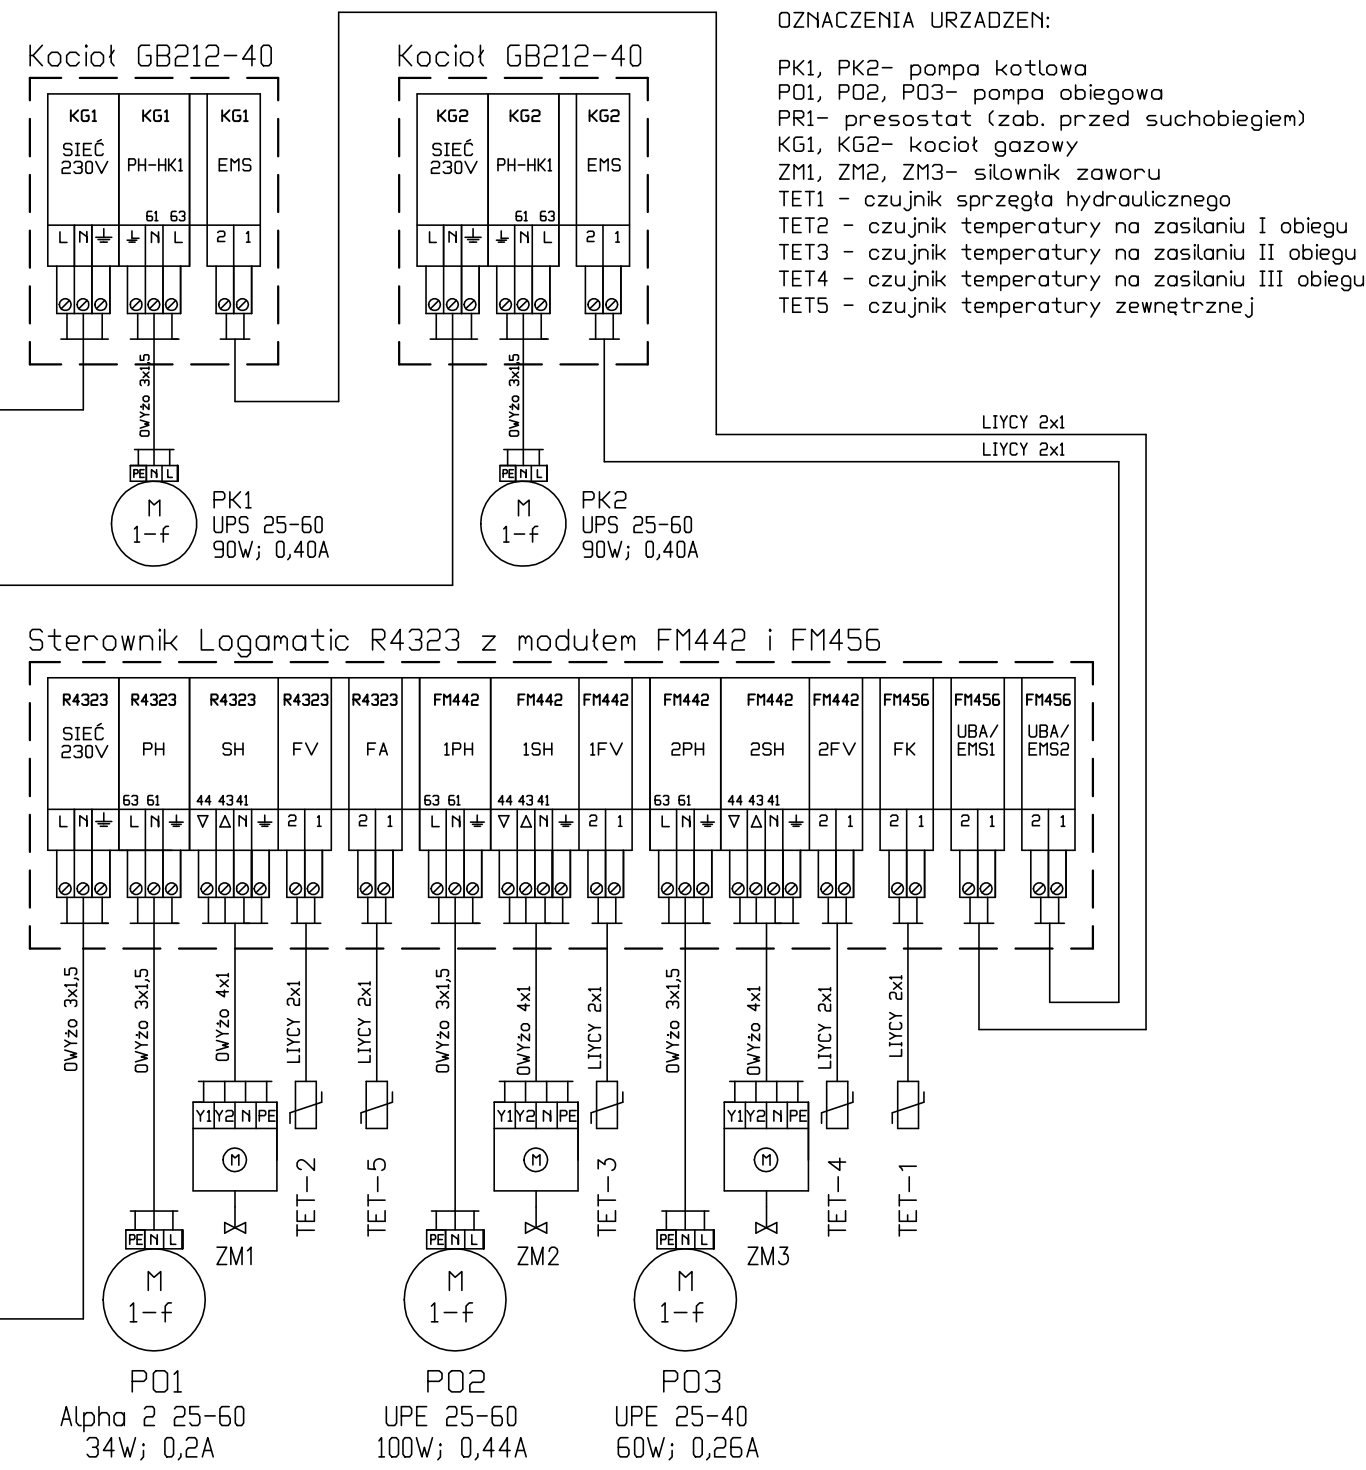 OZNACZENIA URZADZEN:
PK1, PK2- pompa kotlowa
PO1, PO2, PO3- pompa obiegowa
PR1- presostat (zab. przed suchobiegiem)
KG1, KG2- kocioł gazowy
ZM1, ZM2, ZM3- silownik zaworu
TET1 - czujnik sprzęgła hydraulicznego
TET2 - czujnik temperatury na zasilaniu I obiegu
TET3 - czujnik temperatury na zasilaniu II obiegu
TET4 - czujnik temperatury na zasilaniu III obiegu
TET5 - czujnik temperatury zewnętrznej
Kocioł GB212-40
KG1 KG1 KG1
SIEĆ
230V PH-HK1 EMS
61 63
L N N L 2 1
OWYżo 3x1,5
PE N L
M
1-f
PK1
UPS 25-60
90W; 0,40A
Kocioł GB212-40
KG2 KG2 KG2
SIEĆ
230V PH-HK1 EMS
61 63
L N N L 2 1
OWYżo 3x1,5
PE N L
M
1-f
PK2
UPS 25-60
90W; 0,40A
LIYCY 2x1
LIYCY 2x1
Sterownik Logamatic R4323 z modułem FM442 i FM456
R4323 R4323 R4323 R4323 R4323 FM442 FM442 FM442 FM442 FM442 FM442 FM456 FM456 FM456
SIEĆ UBA/ UBA/
230V PH SH FV FA 1PH 1SH 1FV 2PH 2SH 2FV FK EMS1 EMS2
63 61 44 43 41 63 61 44 43 41 63 61 44 43 41
L N L N N 2 1 2 1 L N N 2 1 L N N 2 1 2 1 2 1 2 1
OWYżo 3x1,5
OWYżo 3x1,5
OWYżo 4x1
LIYCY 2x1
LIYCY 2x1
OWYżo 3x1,5
OWYżo 4x1
LIYCY 2x1
OWYżo 3x1,5
OWYżo 4x1
LIYCY 2x1
LIYCY 2x1
Y1 Y2 N PE
M
ZM1
TET-2
TET-5
Y1 Y2 N PE
M
ZM2
TET-3
Y1 Y2 N PE
M
ZM3
TET-4
TET-1
PE N L
M
1-f
PO1
Alpha 2 25-60
34W; 0,2A
PE N L
M
1-f
PO2
UPE 25-60
100W; 0,44A
PE N L
M
1-f
PO3
UPE 25-40
60W; 0,26A